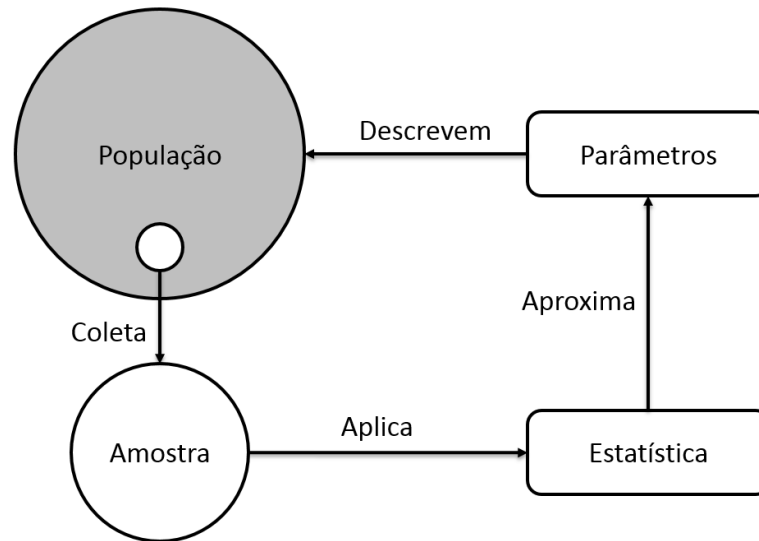 Descrevem
População
Parâmetros
Coleta
Aproxima
Amostra
Aplica
Estatística